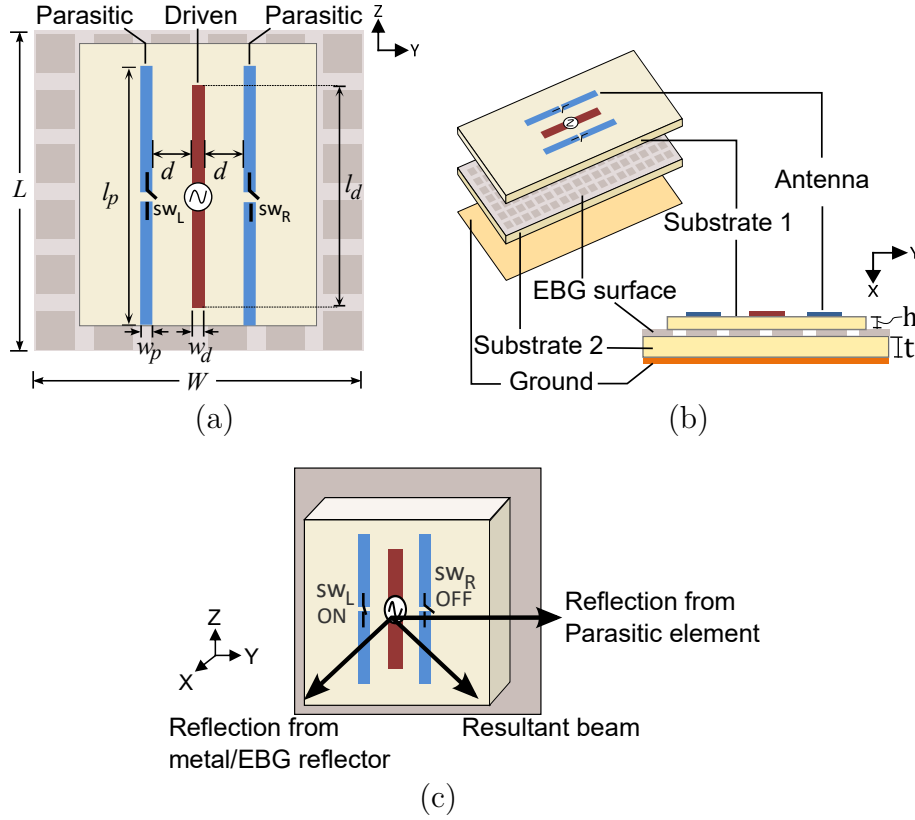 Parasitic Driven Parasitic
Z
Y
L
l_p
d d
l_d
sw_L sw_R
w_p w_d
W
(a)
Antenna
Substrate 1
EBG surface
Substrate 2
Ground
Y
X
h
t
(b)
sw_L
ON
sw_R
OFF
Reflection from
Parasitic element
Z
Y
X
Reflection from
metal/EBG reflector
Resultant beam
(c)